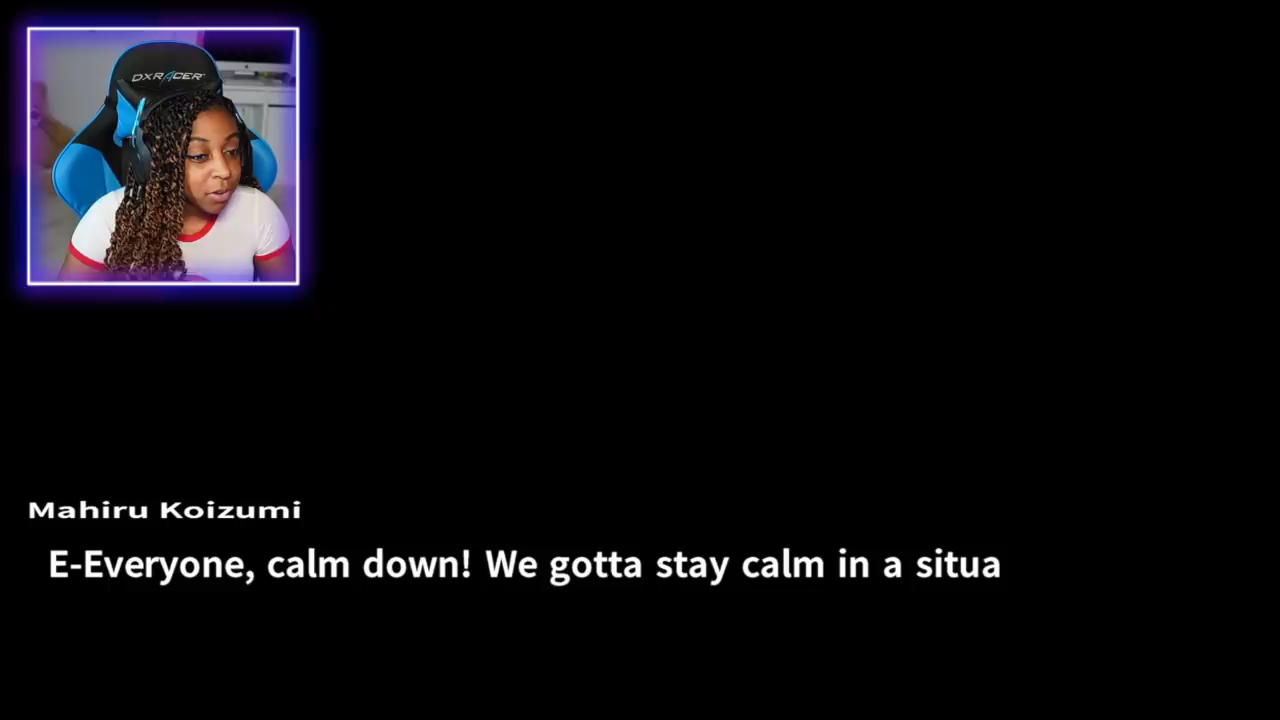 DXRACER
Mahiru Koizumi
E-Everyone, calm down! We gotta stay calm in a situa